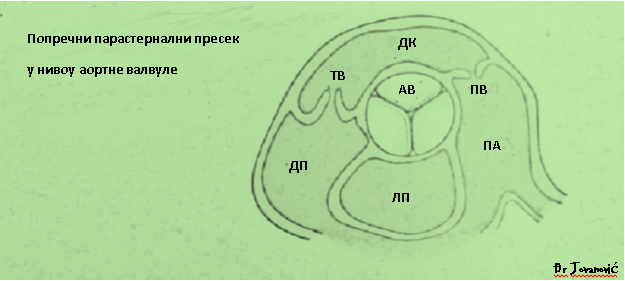 Попречни парастернални пресек
у нивоу аортне валвуле
ДК
ТВ
АВ
ПВ
ПА
ДП
ЛП
Dr Jovanović